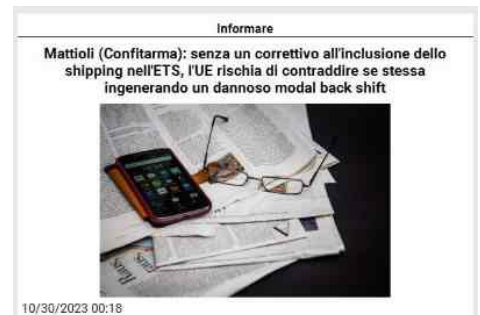 Informare
Mattioli (Confitarma): senza un correttivo all'inclusione dello
shipping nell'ETS, l'UE rischia di contraddire se stessa
ingenerando un dannoso modal back shift
10/30/2023 00:18